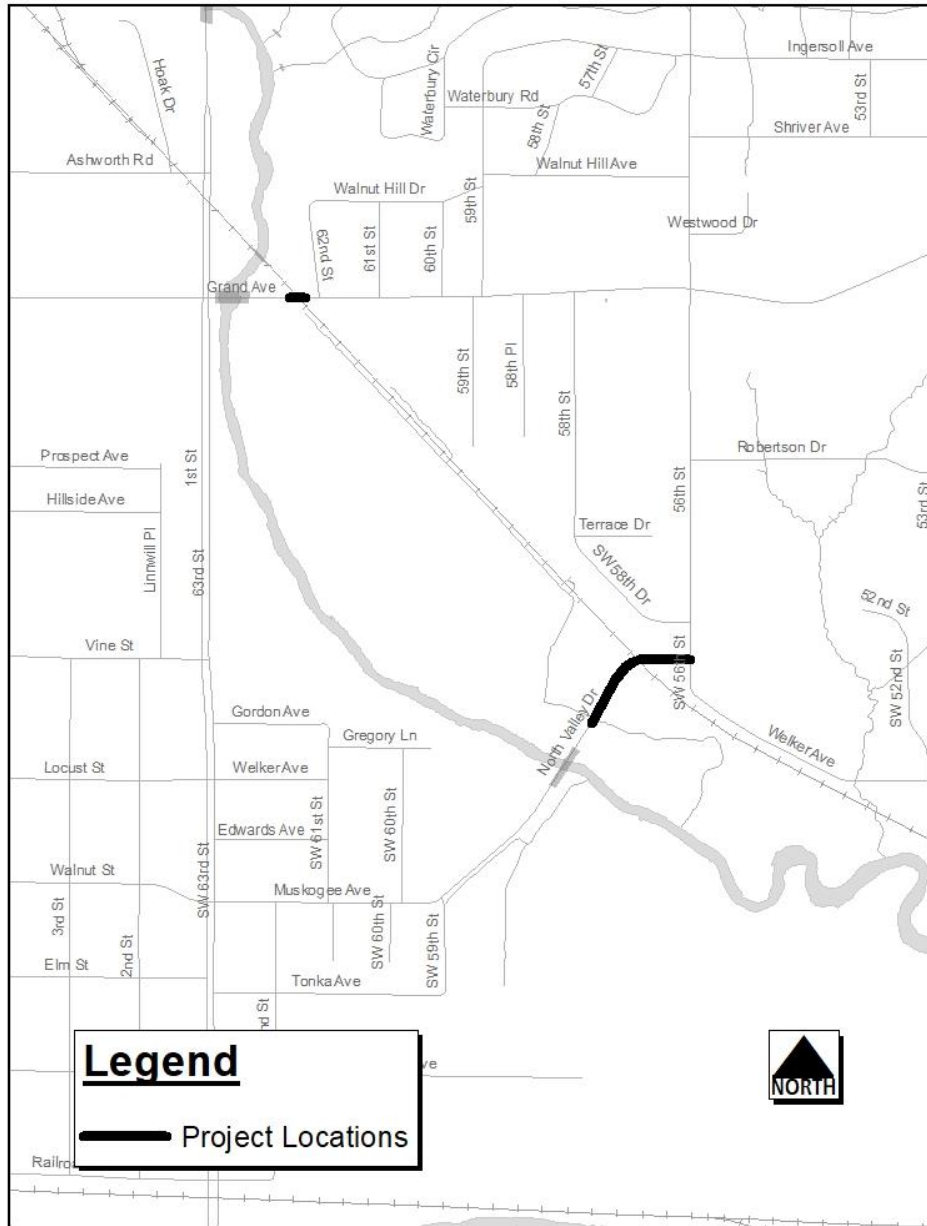 Ingersoll Ave
57th St
Hoak Dr
Waterbury Cir
Waterbury Rd
58th St
53rd St
Shriver Ave
Ashworth Rd
Walnut Hill Ave
Walnut Hill Dr
59th St
Westwood Dr
62nd St
61st St
60th St
Grand Ave
59th St
58th Pl
58th St
Prospect Ave
1st St
56th St
Robertson Dr
53rd St
Hillside Ave
Linnwill Pl
63rd St
Terrace Dr
SW 58th Dr
52nd St
Vine St
SW 56th St
SW 52nd St
Gordon Ave
Gregory Ln
North Valley Dr
Welker Ave
Locust St
Welker Ave
SW 61st St
SW 60th St
Edwards Ave
Walnut St
SW 63rd St
Muskogee Ave
3rd St
2nd St
SW 60th St
SW 59th St
Elm St
Tonka Ave
nd St
Legend
Project Locations
NORTH